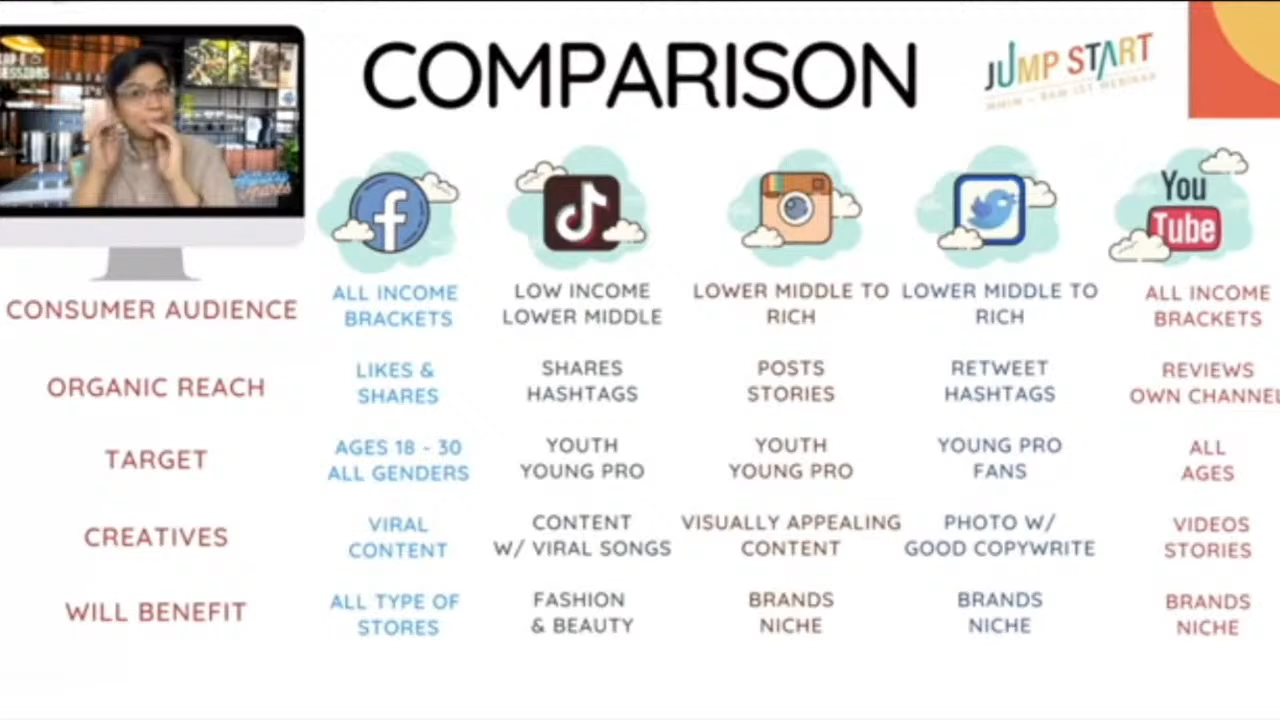 COMPARISON
JUMP START
You
Tube
CONSUMER AUDIENCE
ALL INCOME
BRACKETS
LOW INCOME
LOWER MIDDLE
LOWER MIDDLE TO
RICH
LOWER MIDDLE TO
RICH
ALL INCOME
BRACKETS
ORGANIC REACH
LIKES &
SHARES
SHARES
HASHTAGS
POSTS
STORIES
RETWEET
HASHTAGS
REVIEWS
OWN CHANNEL
TARGET
AGES 18 - 30
ALL GENDERS
YOUTH
YOUNG PRO
YOUTH
YOUNG PRO
YOUNG PRO
FANS
ALL
AGES
CREATIVES
VIRAL
CONTENT
CONTENT
W/ VIRAL SONGS
VISUALLY APPEALING
CONTENT
PHOTO W/
GOOD COPYWRITE
VIDEOS
STORIES
WILL BENEFIT
ALL TYPE OF
STORES
FASHION
& BEAUTY
BRANDS
NICHE
BRANDS
NICHE
BRANDS
NICHE